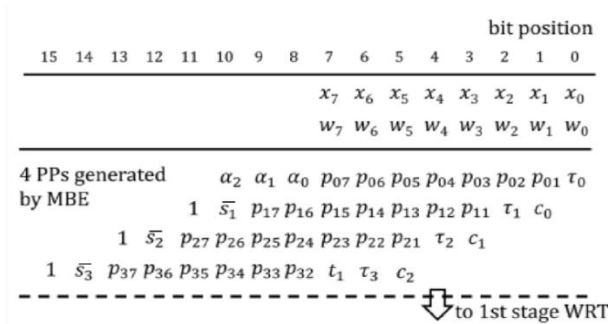 bit position
15 14 13 12 11 10 9 8 7 6 5 4 3 2 1 0
x₇ x₆ x₅ x₄ x₃ x₂ x₁ x₀
w₇ w₆ w₅ w₄ w₃ w₂ w₁ w₀
4 PPs generated α₂ α₁ α₀ p₀₇ p₀₆ p₀₅ p₀₄ p₀₃ p₀₂ p₀₁ τ₀
by MBE 1 s̄₁ p₁₇ p₁₆ p₁₅ p₁₄ p₁₃ p₁₂ p₁₁ τ₁ c₀
1 s̄₂ p₂₇ p₂₆ p₂₅ p₂₄ p₂₃ p₂₂ p₂₁ τ₂ c₁
1 s̄₃ p₃₇ p₃₆ p₃₅ p₃₄ p₃₃ p₃₂ t₁ τ₃ c₂
to 1st stage WRT